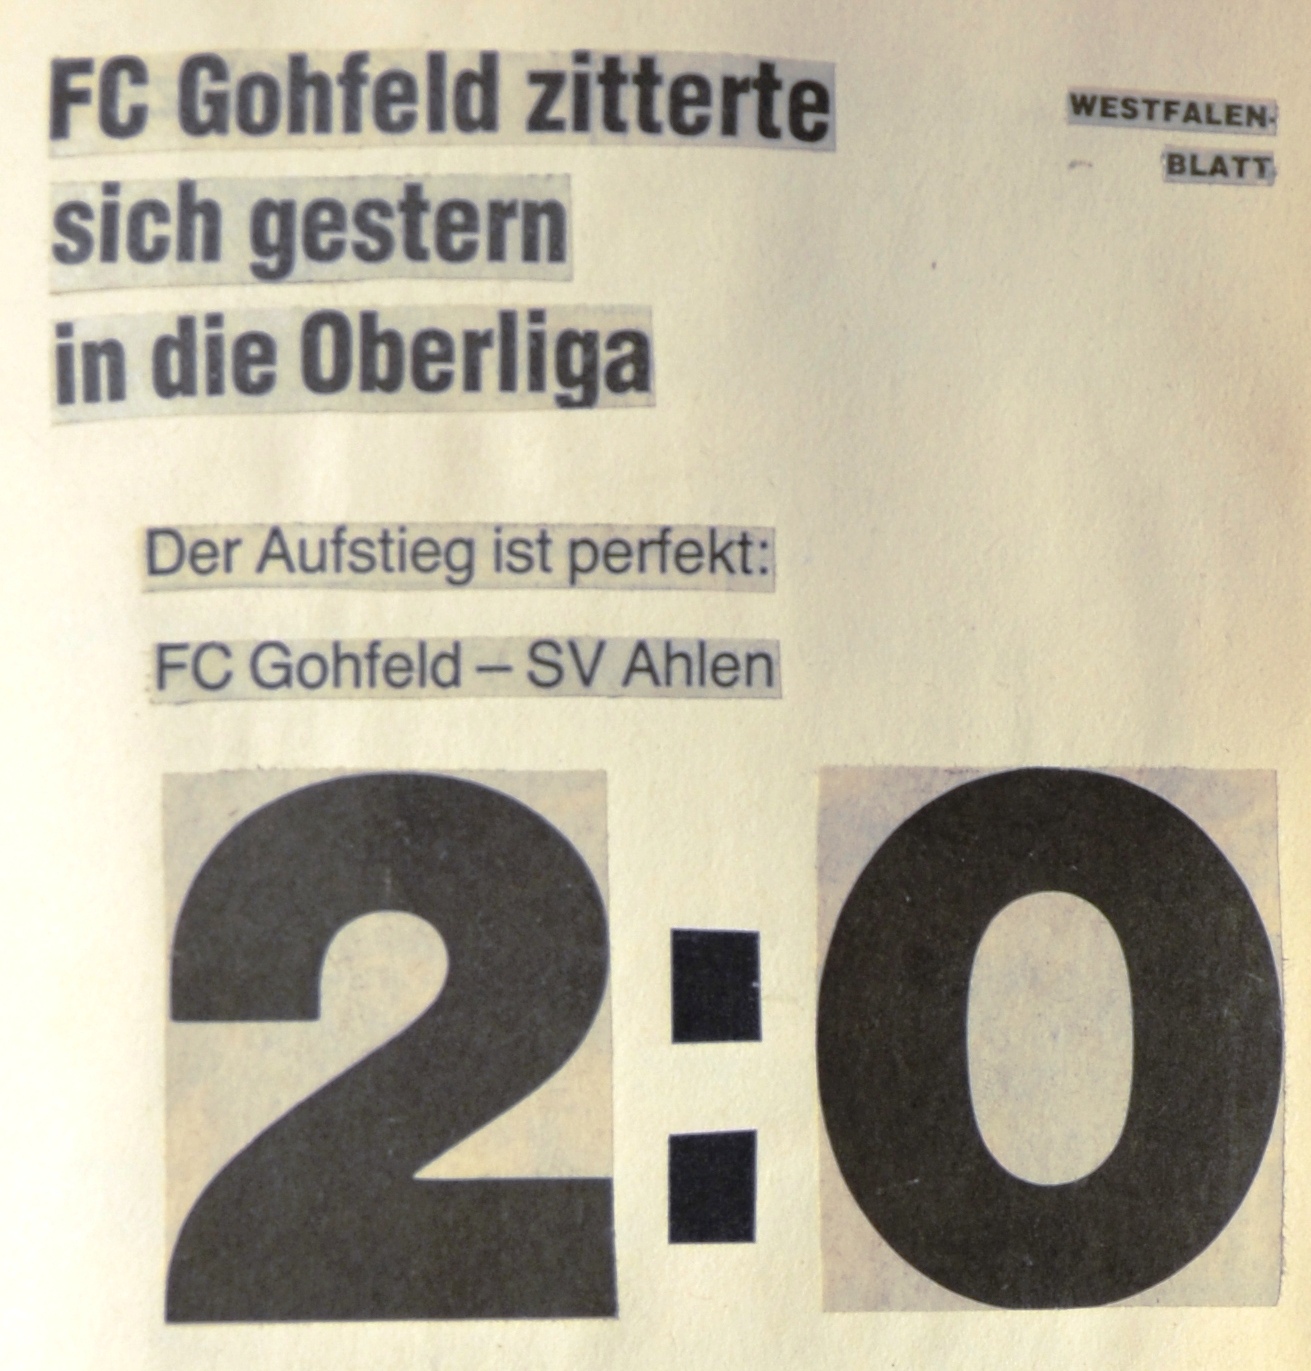 FC Gohfeld zitterte
sich gestern
in die Oberliga
WESTFALEN-
BLATT
Der Aufstieg ist perfekt:
FC Gohfeld – SV Ahlen
2:0